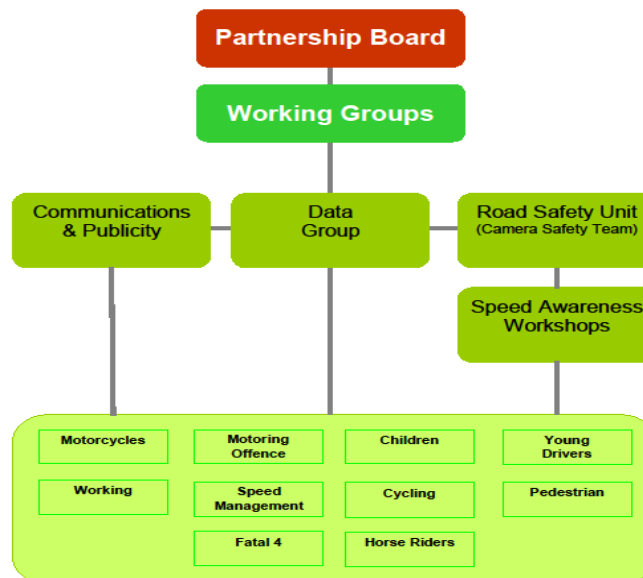 Partnership Board
Working Groups
Communications
& Publicity
Data
Group
Road Safety Unit
(Camera Safety Team)
Speed Awareness
Workshops
Motorcycles
Motoring
Offence
Children
Young
Drivers
Working
Speed
Management
Cycling
Pedestrian
Fatal 4
Horse Riders